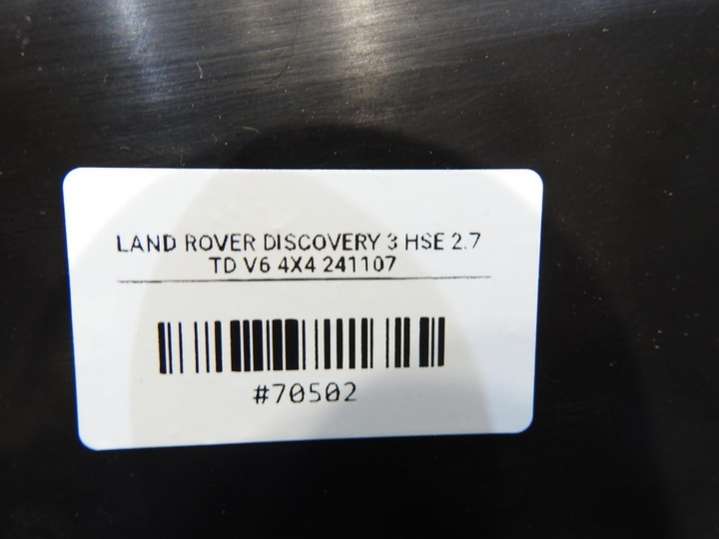 LAND ROVER DISCOVERY 3 HSE 2.7
TD V6 4X4 241107
#70502